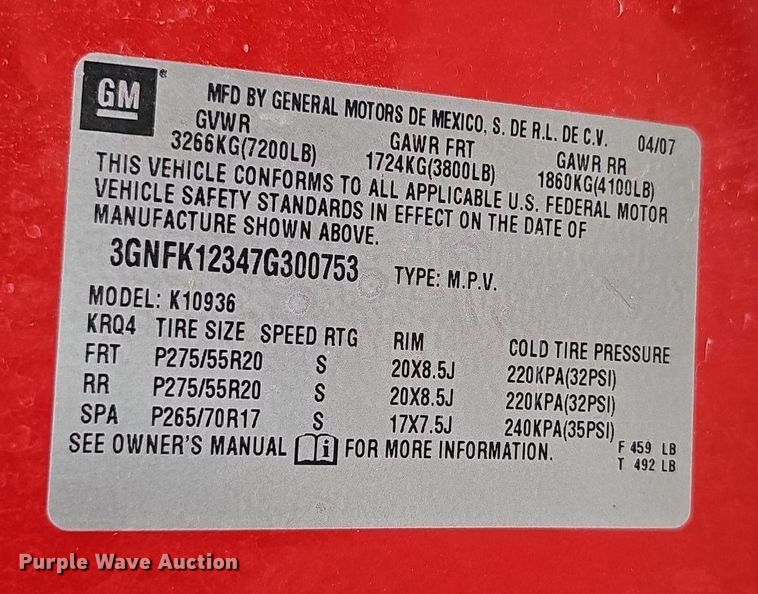 GM
MFD BY GENERAL MOTORS DE MEXICO, S. DE R.L. DE C.V. 04/07
GVWR GAWR FRT GAWR RR
3266KG(7200LB) 1724KG(3800LB) 1860KG(4100LB)
THIS VEHICLE CONFORMS TO ALL APPLICABLE U.S. FEDERAL MOTOR
VEHICLE SAFETY STANDARDS IN EFFECT ON THE DATE OF
MANUFACTURE SHOWN ABOVE.
3GNFK12347G300753 TYPE: M.P.V.
MODEL: K10936
KRQ4 TIRE SIZE SPEED RTG RIM COLD TIRE PRESSURE
FRT P275/55R20 S 20X8.5J 220KPA(32PSI)
RR P275/55R20 S 20X8.5J 220KPA(32PSI)
SPA P265/70R17 S 17X7.5J 240KPA(35PSI)
SEE OWNER'S MANUAL i FOR MORE INFORMATION. F 459 LB
T 492 LB
Purple Wave Auction